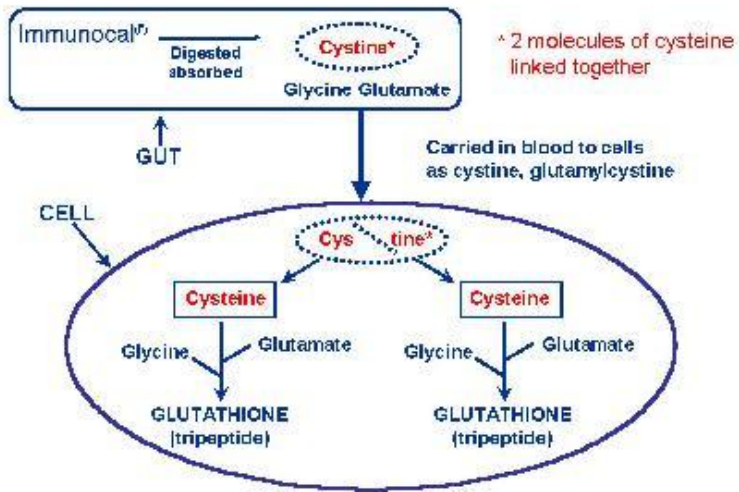 Immunocal
Cystine*
Digested
absorbed
Glycine Glutamate
* 2 molecules of cysteine
linked together
GUT
Carried in blood to cells
as cystine, glutamylcystine
CELL
Cys tine*
Cysteine
Cysteine
Glycine
Glutamate
Glycine
Glutamate
GLUTATHIONE
(tripeptide)
GLUTATHIONE
(tripeptide)